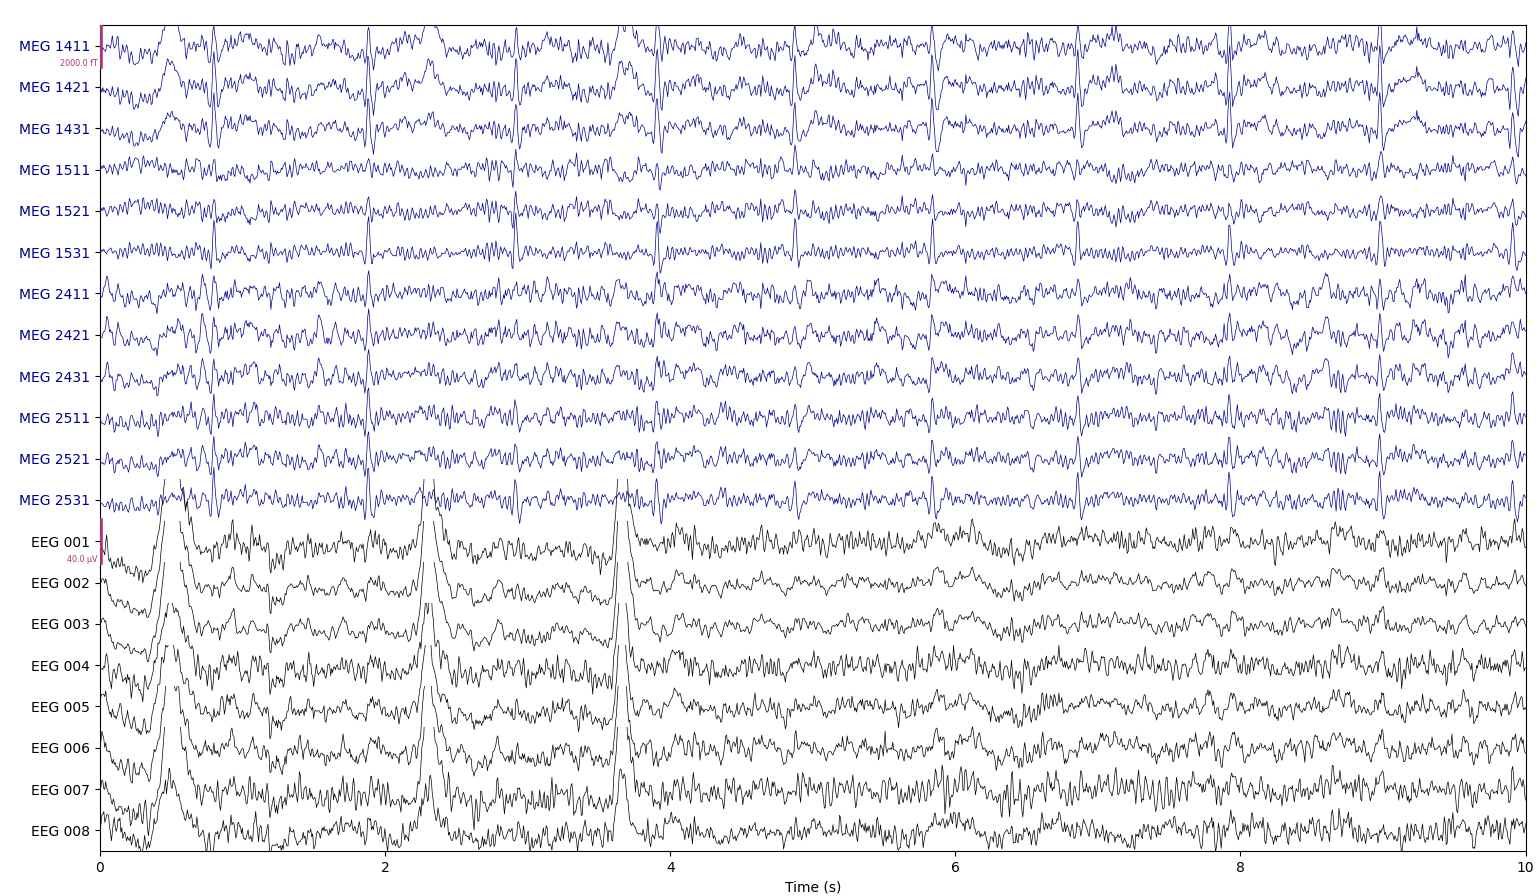 MEG 1411
2000.0 fT
MEG 1421
MEG 1431
MEG 1511
MEG 1521
MEG 1531
MEG 2411
MEG 2421
MEG 2431
MEG 2511
MEG 2521
MEG 2531
EEG 001
40.0 µV
EEG 002
EEG 003
EEG 004
EEG 005
EEG 006
EEG 007
EEG 008
0 2 4 6 8 10
Time (s)